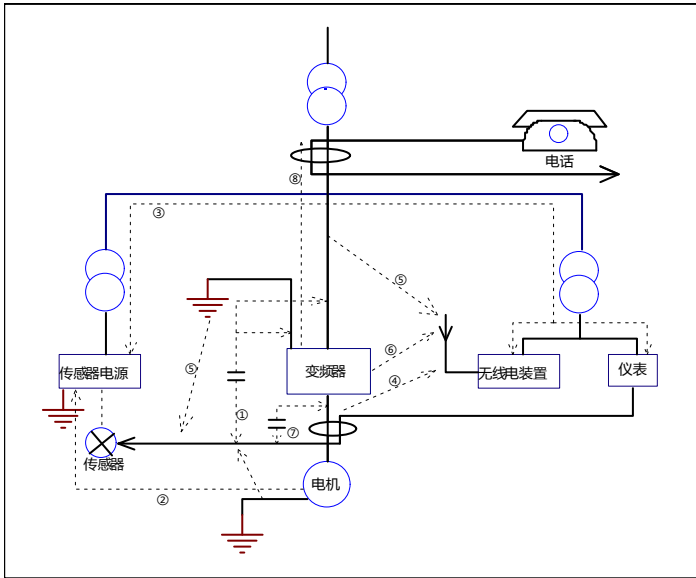 电话
⑧
③
⑤
⑤
⑥
传感器电源
变频器
无线电装置
仪表
④
①
⑦
传感器
电机
②